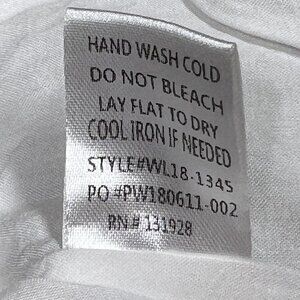 HAND WASH COLD
DO NOT BLEACH
LAY FLAT TO DRY
COOL IRON IF NEEDED
STYLE#WL18-1345
PO #PW180611-002
RN# 131928